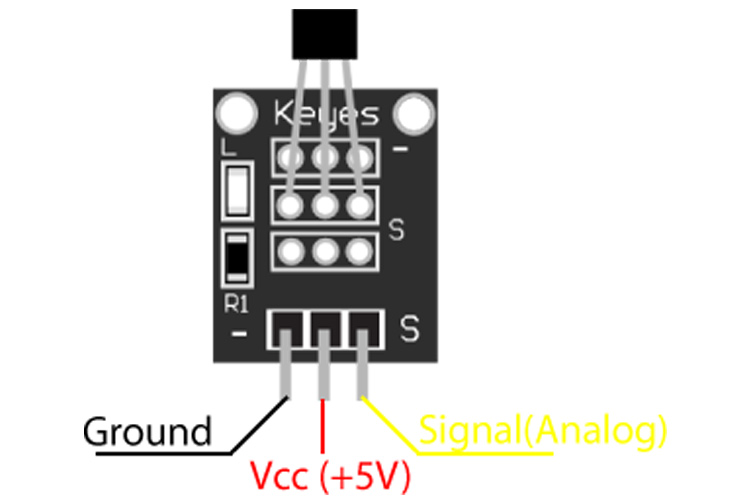 Keyes
L -
S
R1
- S
Ground
Signal(Analog)
Vcc (+5V)